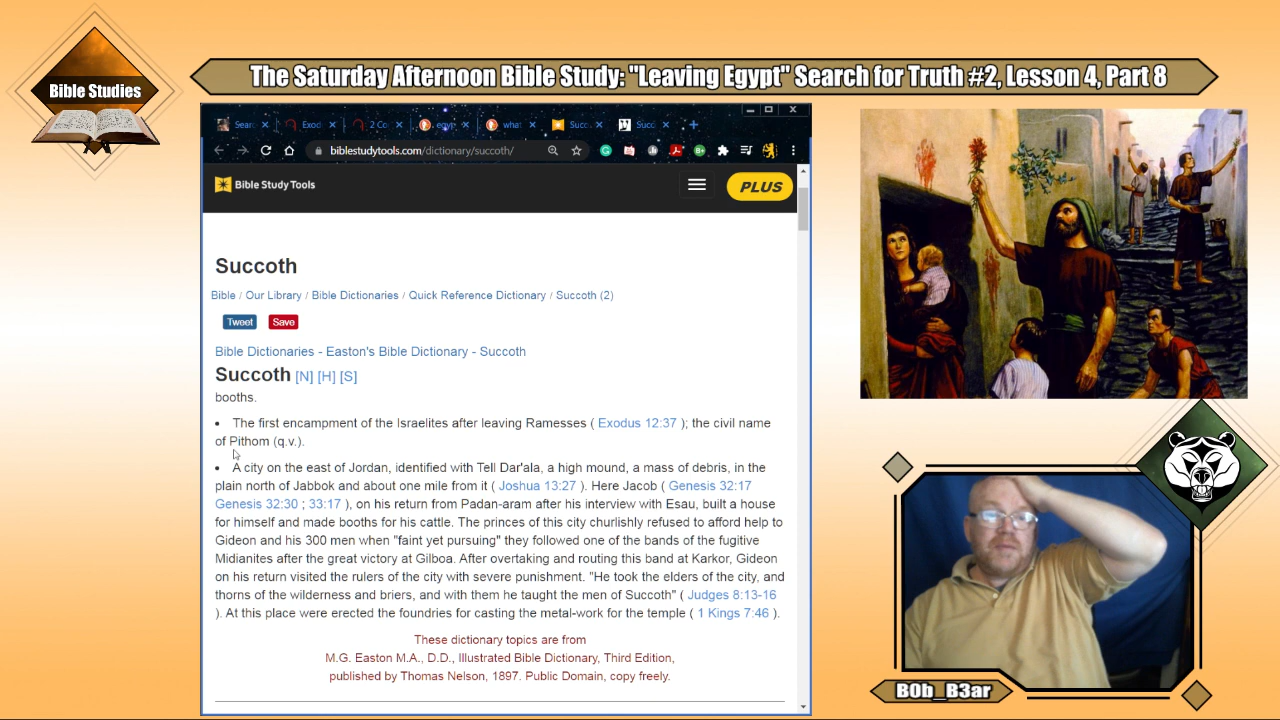 The Saturday Afternoon Bible Study: "Leaving Egypt" Search for Truth #2, Lesson 4, Part 8
Bible Studies
Sear
Exod
2 Co
egyp
what
Succ
Succ
biblestudytools.com/dictionary/succoth/
Bible Study Tools
PLUS
Succoth
Bible / Our Library / Bible Dictionaries / Quick Reference Dictionary / Succoth (2)
Tweet Save
Bible Dictionaries - Easton's Bible Dictionary - Succoth
Succoth [N] [H] [S]
booths.
• The first encampment of the Israelites after leaving Ramesses ( Exodus 12:37 ); the civil name
of Pithom (q.v.).
• A city on the east of Jordan, identified with Tell Dar'ala, a high mound, a mass of debris, in the
plain north of Jabbok and about one mile from it ( Joshua 13:27 ). Here Jacob ( Genesis 32:17
Genesis 32:30 ; 33:17 ), on his return from Padan-aram after his interview with Esau, built a house
for himself and made booths for his cattle. The princes of this city churlishly refused to afford help to
Gideon and his 300 men when "faint yet pursuing" they followed one of the bands of the fugitive
Midianites after the great victory at Gilboa. After overtaking and routing this band at Karkor, Gideon
on his return visited the rulers of the city with severe punishment. "He took the elders of the city, and
thorns of the wilderness and briers, and with them he taught the men of Succoth" ( Judges 8:13-16
). At this place were erected the foundries for casting the metal-work for the temple ( 1 Kings 7:46 ).
These dictionary topics are from
M.G. Easton M.A., D.D., Illustrated Bible Dictionary, Third Edition,
published by Thomas Nelson, 1897. Public Domain, copy freely.
B0b_B3ar